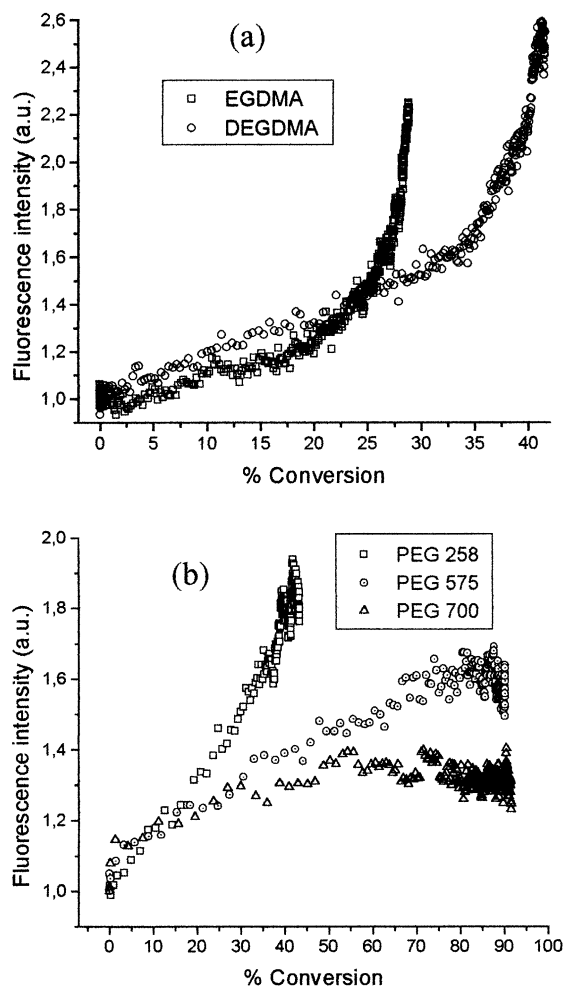 (a)
EGDMA
DEGDMA
Fluorescence intensity (a.u.)
2,6
2,4
2,2
2,0
1,8
1,6
1,4
1,2
1,0
0 5 10 15 20 25 30 35 40
% Conversion
(b)
PEG 258
PEG 575
PEG 700
Fluorescence intensity (a.u.)
2,0
1,8
1,6
1,4
1,2
1,0
0 10 20 30 40 50 60 70 80 90 100
% Conversion